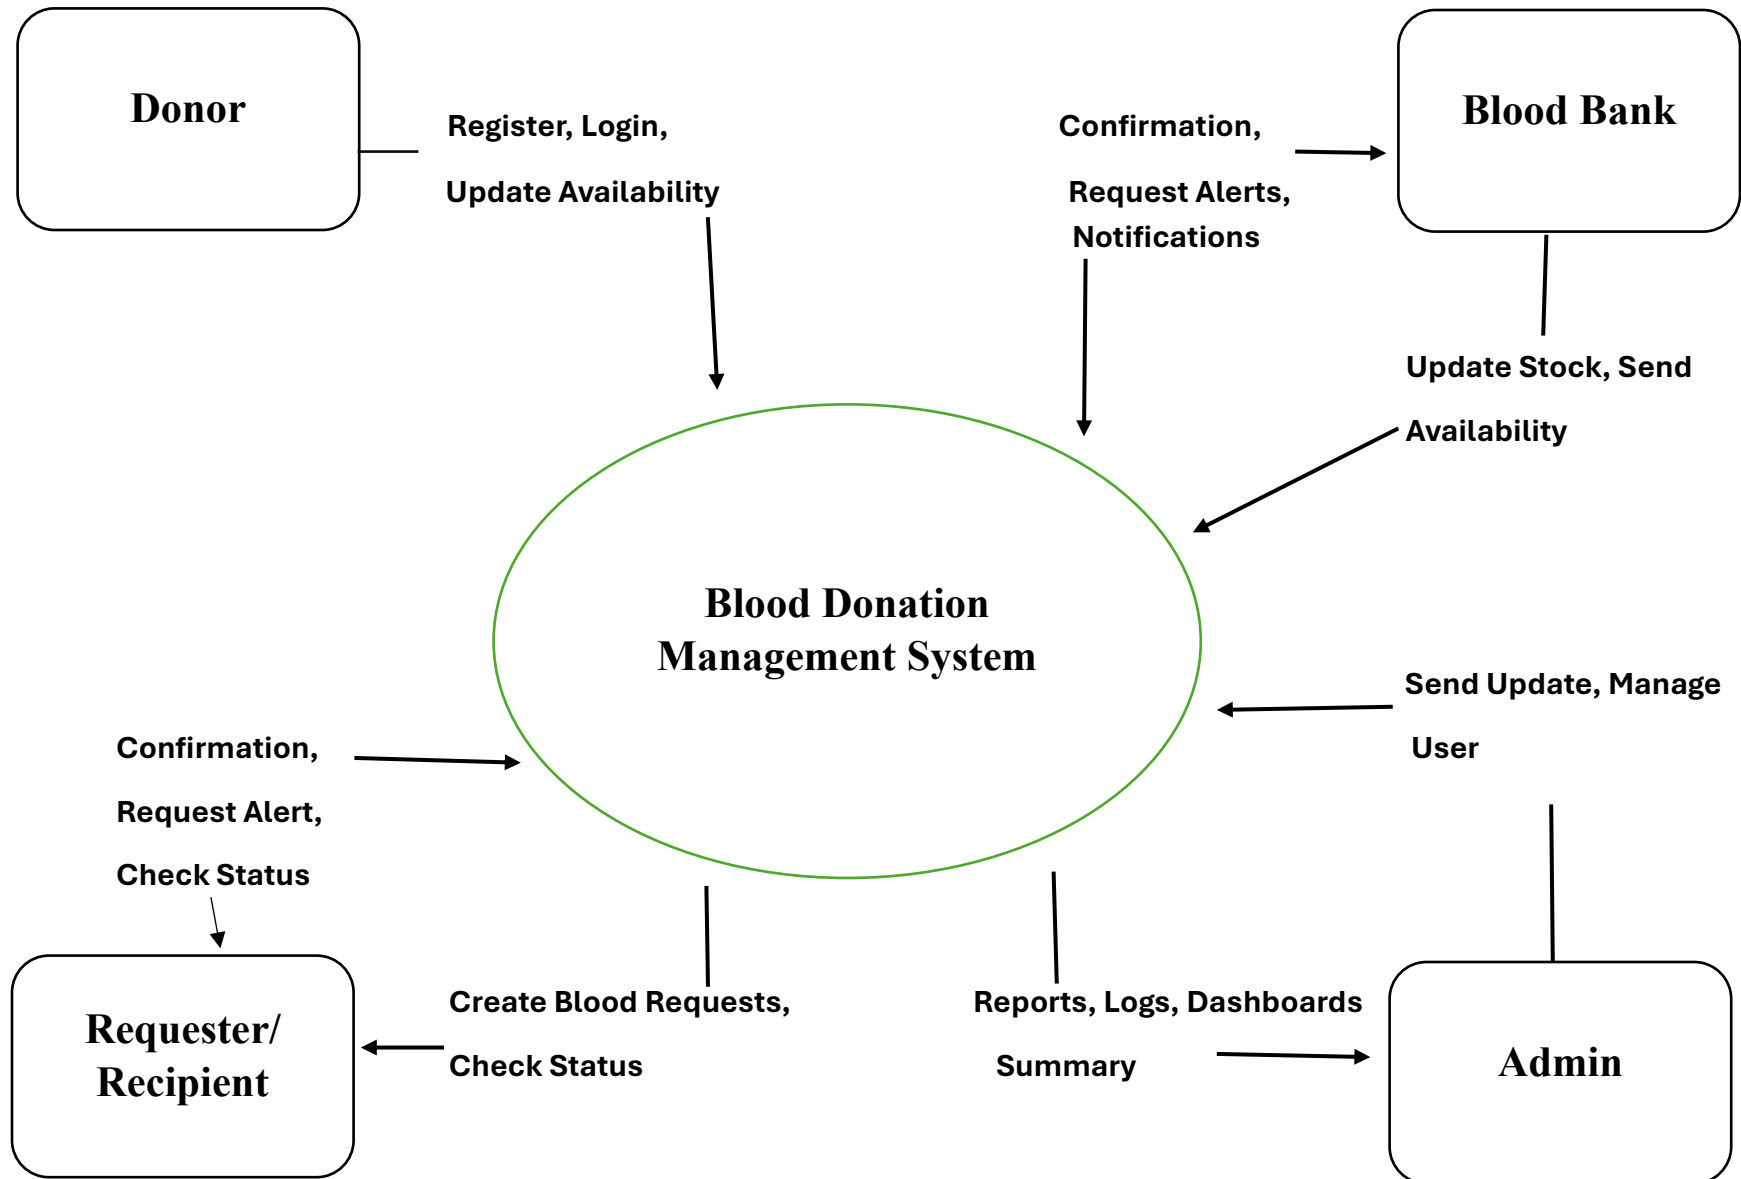 Donor
Register, Login,
Update Availability
Confirmation,
Request Alerts,
Notifications
Blood Bank
Update Stock, Send
Availability
Blood Donation
Management System
Send Update, Manage
User
Confirmation,
Request Alert,
Check Status
Requester/
Recipient
Create Blood Requests,
Check Status
Reports, Logs, Dashboards
Summary
Admin